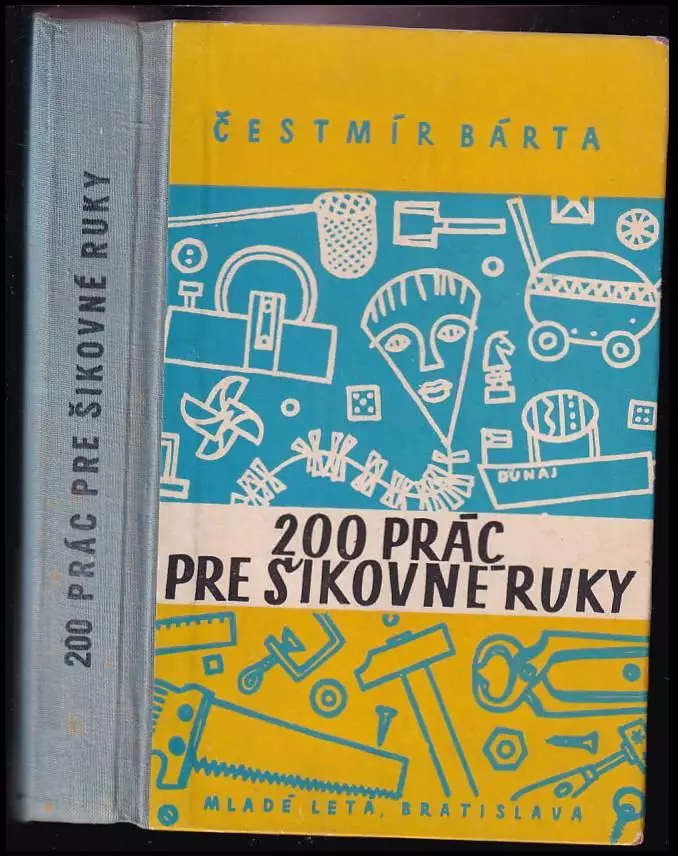 200 PRÁC PRE ŠIKOVNÉ RUKY
ČESTMÍR BÁRTA
DUNAJ
200 PRÁC
PRE ŠIKOVNÉ RUKY
MLADÉ LETÁ, BRATISLAVA